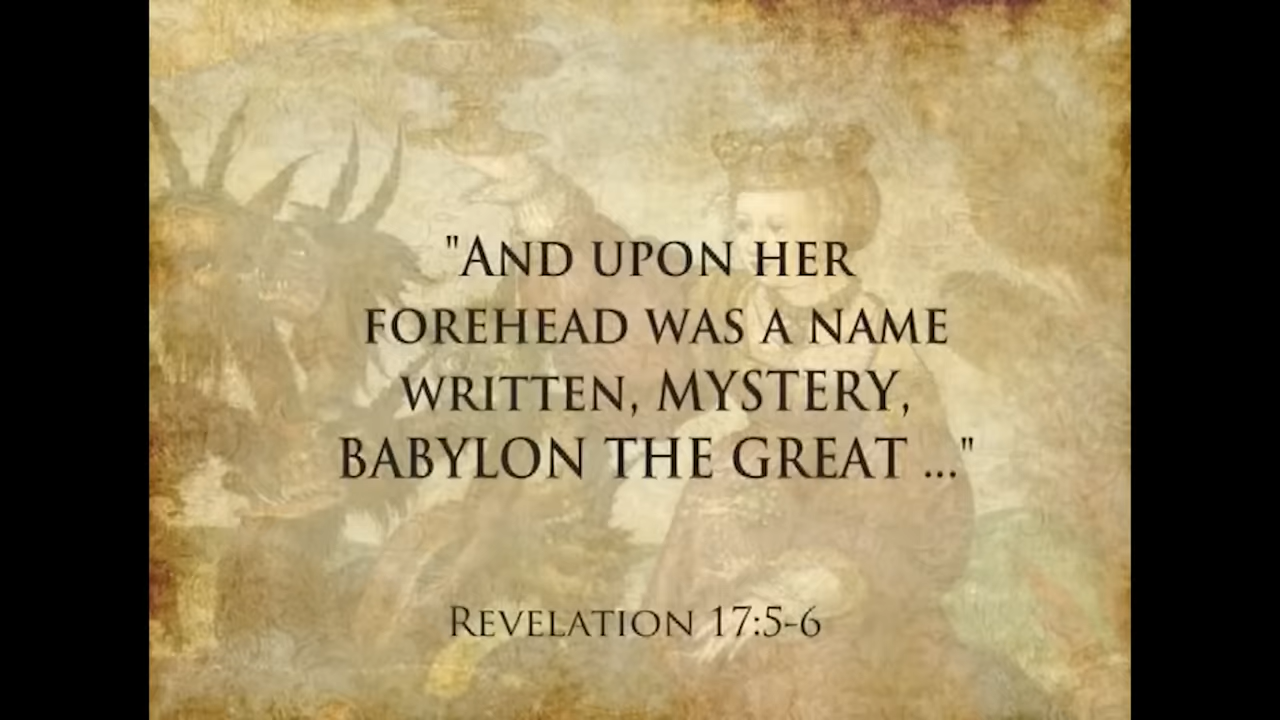 "And upon her
forehead was a name
written, MYSTERY,
BABYLON THE GREAT ..."
Revelation 17:5-6